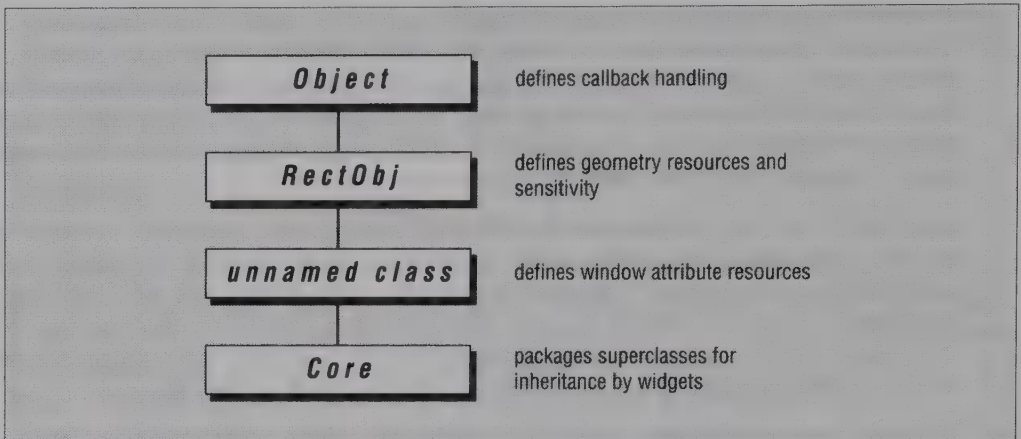 Object
defines callback handling
RectObj
defines geometry resources and
sensitivity
unnamed class
defines window attribute resources
Core
packages superclasses for
inheritance by widgets